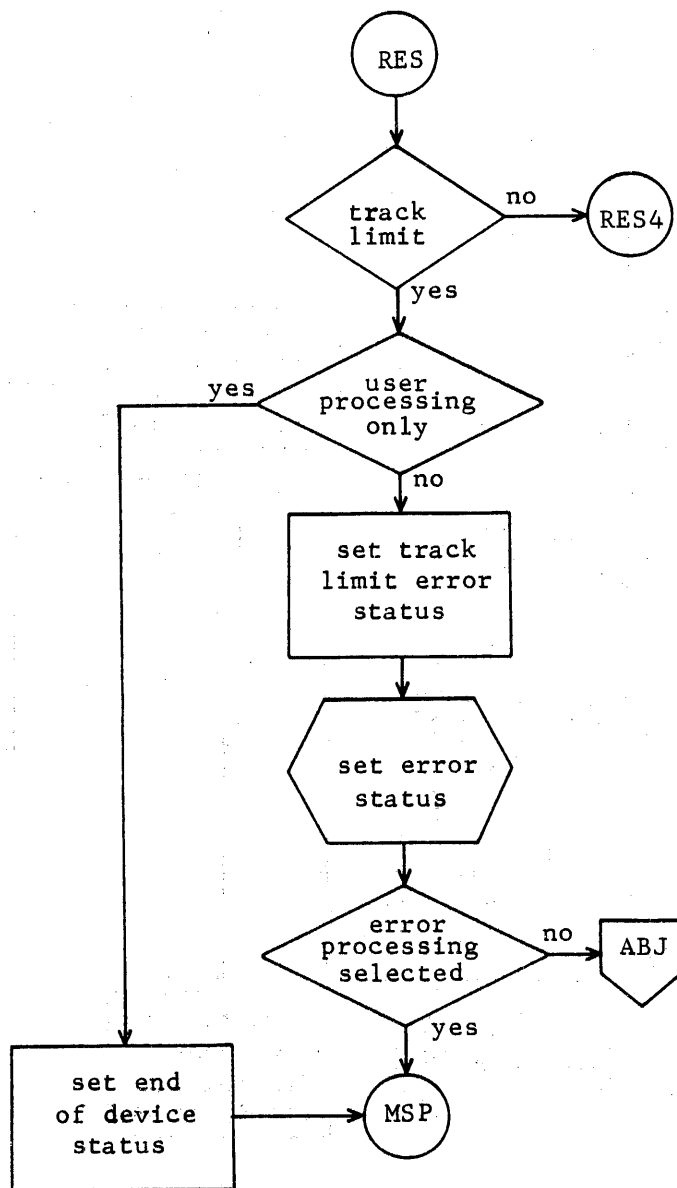 RES
track
limit
no
RES4
yes
user
processing
only
yes
no
set track
limit error
status
set error
status
error
processing
selected
no
ABJ
yes
set end
of device
status
MSP